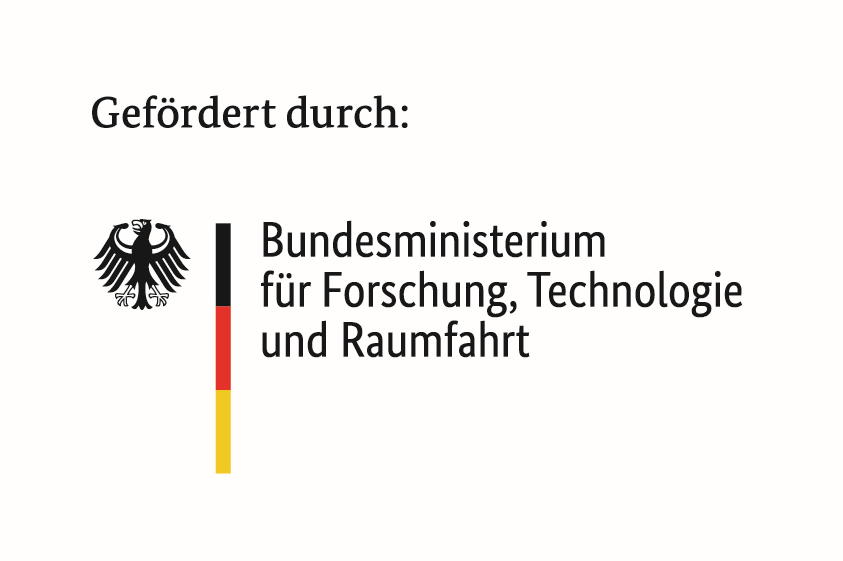 Gefördert durch:
Bundesministerium
für Forschung, Technologie
und Raumfahrt